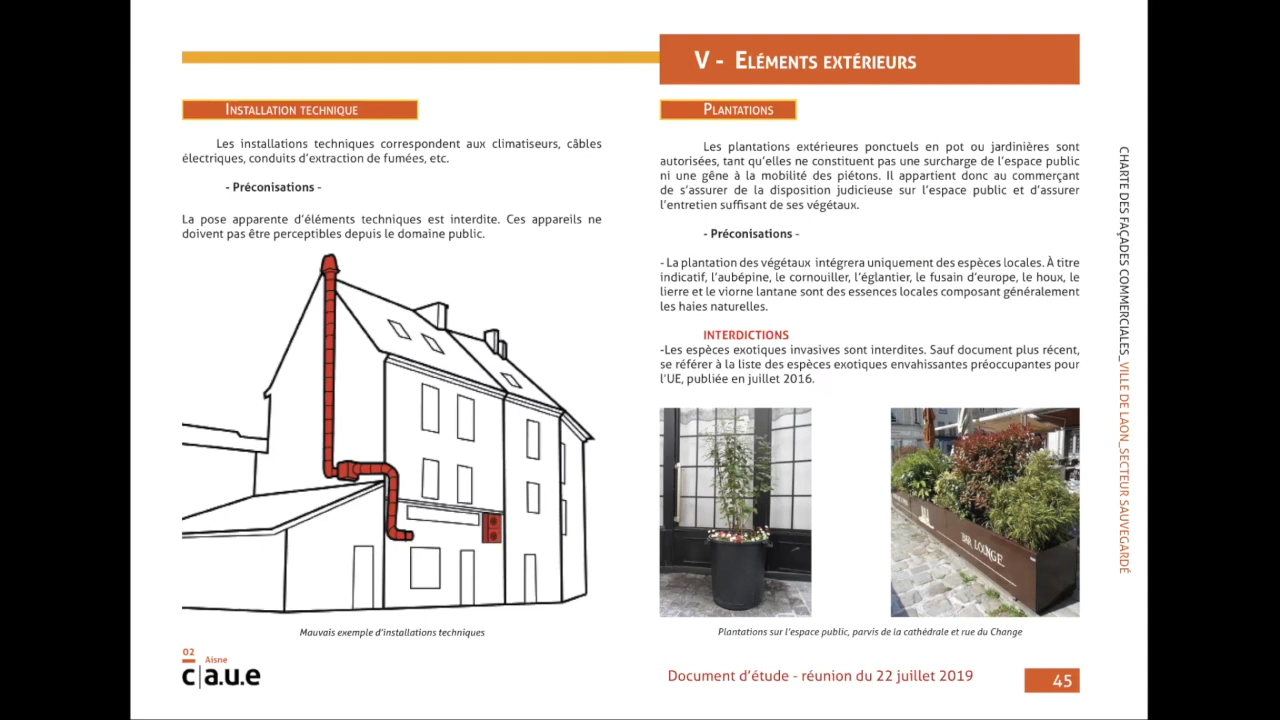 V - Eléments extérieurs
Installation technique
Les installations techniques correspondent aux climatiseurs, câbles
électriques, conduits d'extraction de fumées, etc.
- Préconisations -
La pose apparente d'éléments techniques est interdite. Ces appareils ne
doivent pas être perceptibles depuis le domaine public.
Mauvais exemple d'installations techniques
Plantations
Les plantations extérieures ponctuels en pot ou jardinières sont
autorisées, tant qu'elles ne constituent pas une surcharge de l'espace public
ni une gêne à la mobilité des piétons. Il appartient donc au commerçant
de s'assurer de la disposition judicieuse sur l'espace public et d'assurer
l'entretien suffisant de ses végétaux.
- Préconisations -
- La plantation des végétaux intégrera uniquement des espèces locales. À titre
indicatif, l'aubépine, le cornouiller, l'églantier, le fusain d'europe, le houx, le
lierre et le viorne lantane sont des essences locales composant généralement
les haies naturelles.
INTERDICTIONS
-Les espèces exotiques invasives sont interdites. Sauf document plus récent,
se référer à la liste des espèces exotiques envahissantes préoccupantes pour
l'UE, publiée en juillet 2016.
BAR LOUNGE
Plantations sur l'espace public, parvis de la cathédrale et rue du Change
CHARTE DES FAÇADES COMMERCIALES_VILLE DE LAON_SECTEUR SAUVEGARDÉ
02
Aisne
c|a.u.e
Document d'étude - réunion du 22 juillet 2019
45